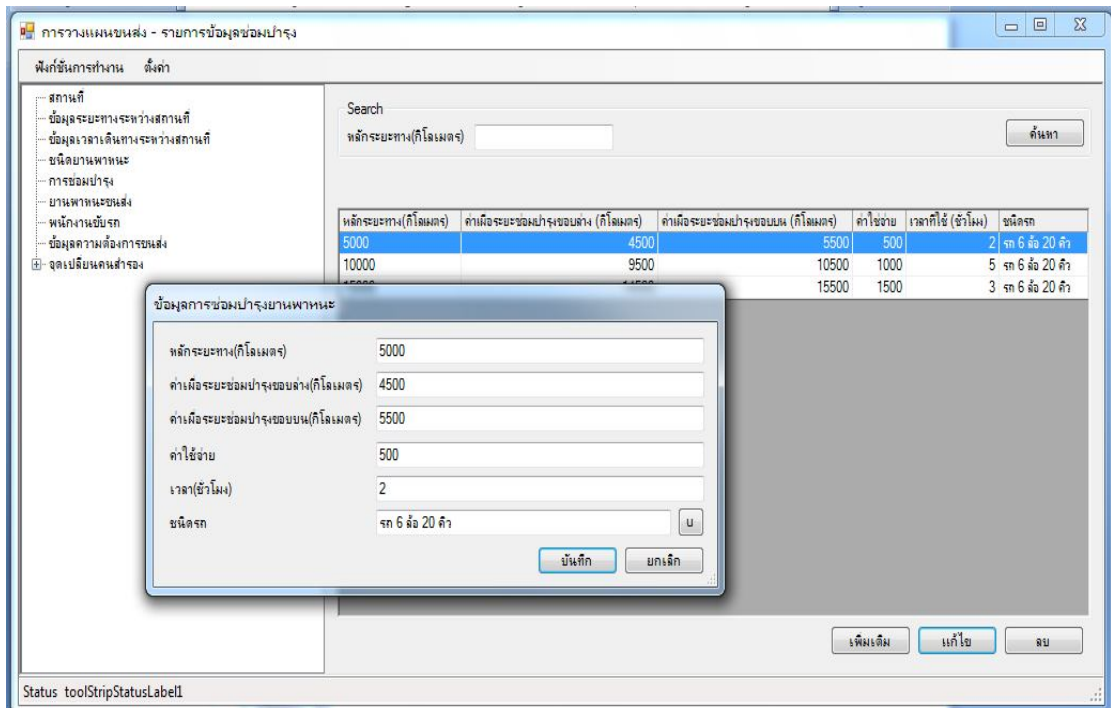 การวางแผนขนส่ง - รายการข้อมูลซ่อมบำรุง
ฟังก์ชันการทำงาน ตั้งค่า
สถานที่
ข้อมูลระยะทางระหว่างสถานที่
ข้อมูลเวลาเดินทางระหว่างสถานที่
ชนิดยานพาหนะ
การซ่อมบำรุง
ยานพาหนะขนส่ง
พนักงานขับรถ
ข้อมูลความต้องการขนส่ง
จุดเปลี่ยนคนสำรอง
Search
หลักระยะทาง(กิโลเมตร)
ค้นหา
หลักระยะทาง(กิโลเมตร) ค่าเผื่อระยะซ่อมบำรุงขอบล่าง (กิโลเมตร) ค่าเผื่อระยะซ่อมบำรุงขอบบน (กิโลเมตร) ค่าใช้จ่าย เวลาที่ใช้ (ชั่วโมง) ชนิดรถ
5000 4500 5500 500 2 รถ 6 ล้อ 20 คิว
10000 9500 10500 1000 5 รถ 6 ล้อ 20 คิว
15500 1500 3 รถ 6 ล้อ 20 คิว
ข้อมูลการซ่อมบำรุงยานพาหนะ
หลักระยะทาง(กิโลเมตร) 5000
ค่าเผื่อระยะซ่อมบำรุงขอบล่าง(กิโลเมตร) 4500
ค่าเผื่อระยะซ่อมบำรุงขอบบน(กิโลเมตร) 5500
ค่าใช้จ่าย 500
เวลา(ชั่วโมง) 2
ชนิดรถ รถ 6 ล้อ 20 คิว บ
บันทึก ยกเลิก
เพิ่มเติม แก้ไข ลบ
Status toolStripStatusLabel1